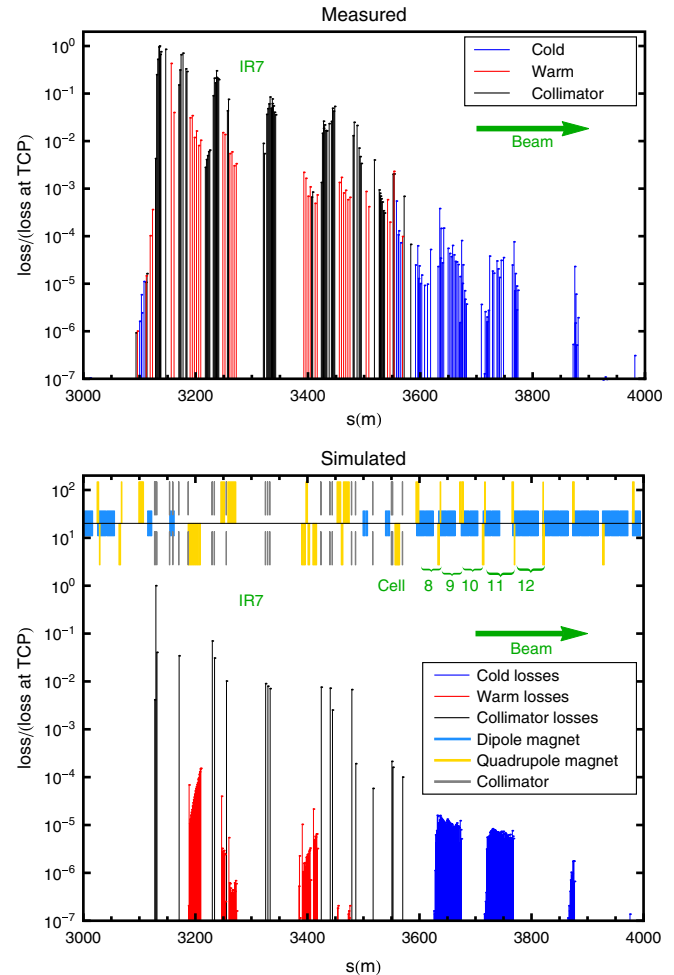 Measured
10⁰
10⁻¹
10⁻²
10⁻³
10⁻⁴
10⁻⁵
10⁻⁶
10⁻⁷
loss/(loss at TCP)
IR7
Cold
Warm
Collimator
Beam
3000 3200 3400 3600 3800 4000
s(m)
Simulated
10²
10¹
10⁰
10⁻¹
10⁻²
10⁻³
10⁻⁴
10⁻⁵
10⁻⁶
10⁻⁷
loss/(loss at TCP)
Cell 8 9 10 11 12
IR7
Beam
Cold losses
Warm losses
Collimator losses
Dipole magnet
Quadrupole magnet
Collimator
3000 3200 3400 3600 3800 4000
s(m)